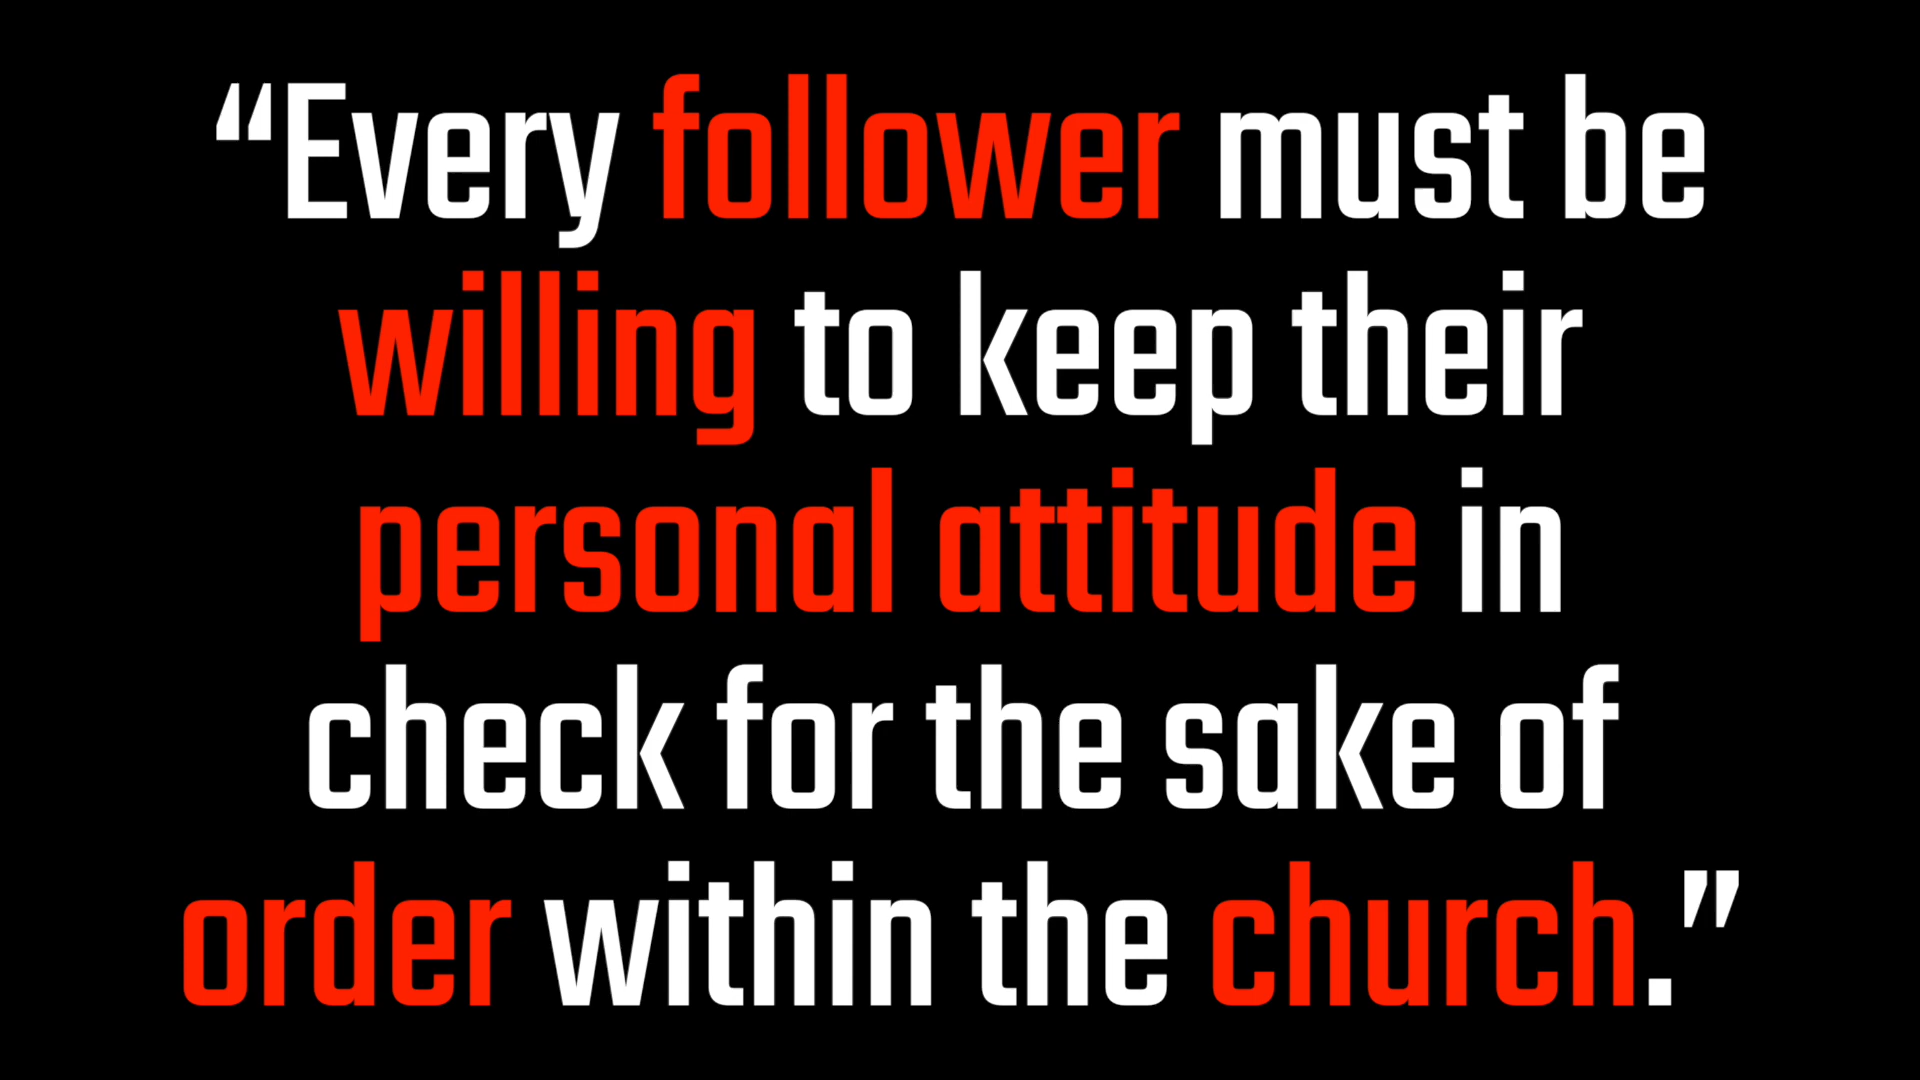 “Every follower must be
willing to keep their
personal attitude in
check for the sake of
order within the church.”